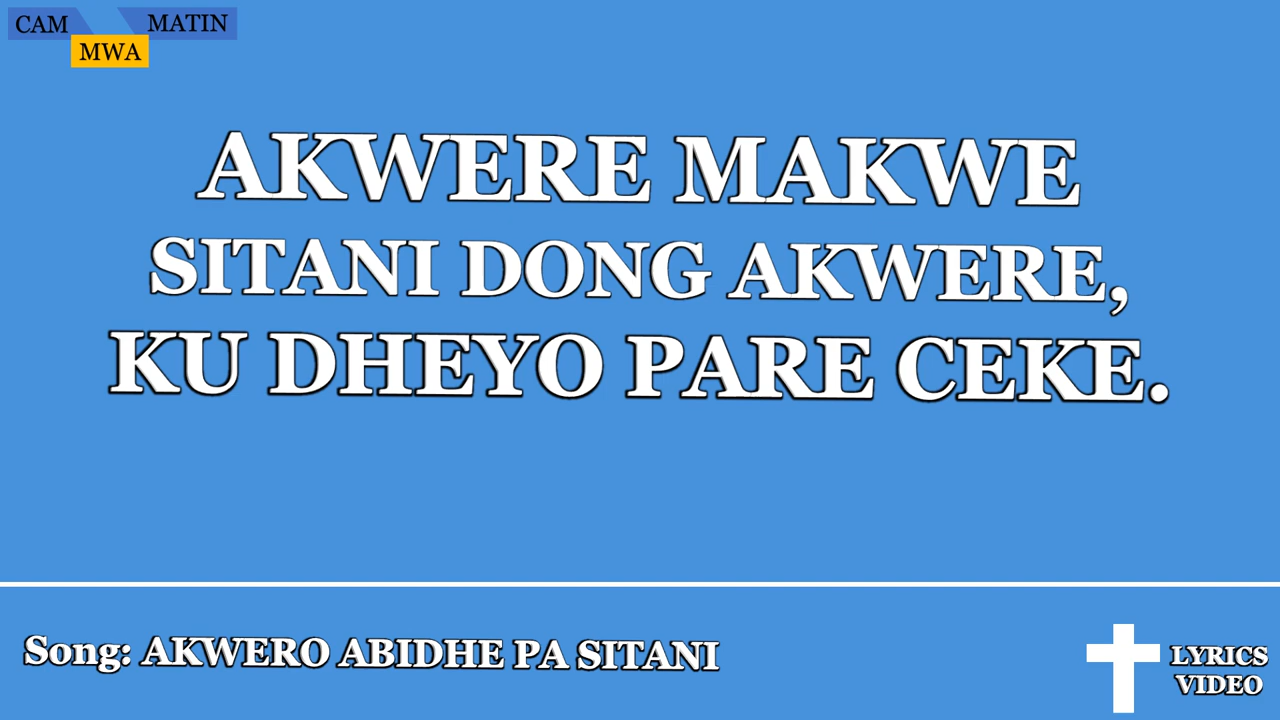 CAM MATIN
MWA
AKWERE MAKWE
SITANI DONG AKWERE,
KU DHEYO PARE CEKE.
Song: AKWERO ABIDHE PA SITANI
LYRICS
VIDEO